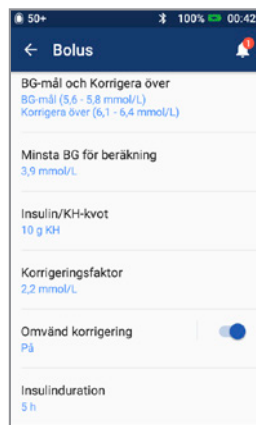 50+ 100% 00:42
Bolus
BG-mål och Korrigera över
BG-mål (5,6 - 5,8 mmol/L)
Korrigera över (6,1 - 6,4 mmol/L)
Minsta BG för beräkning
3,9 mmol/L
Insulin/KH-kvot
10 g KH
Korrigeringsfaktor
2,2 mmol/L
Omvänd korrigering
På
Insulinduration
5 h